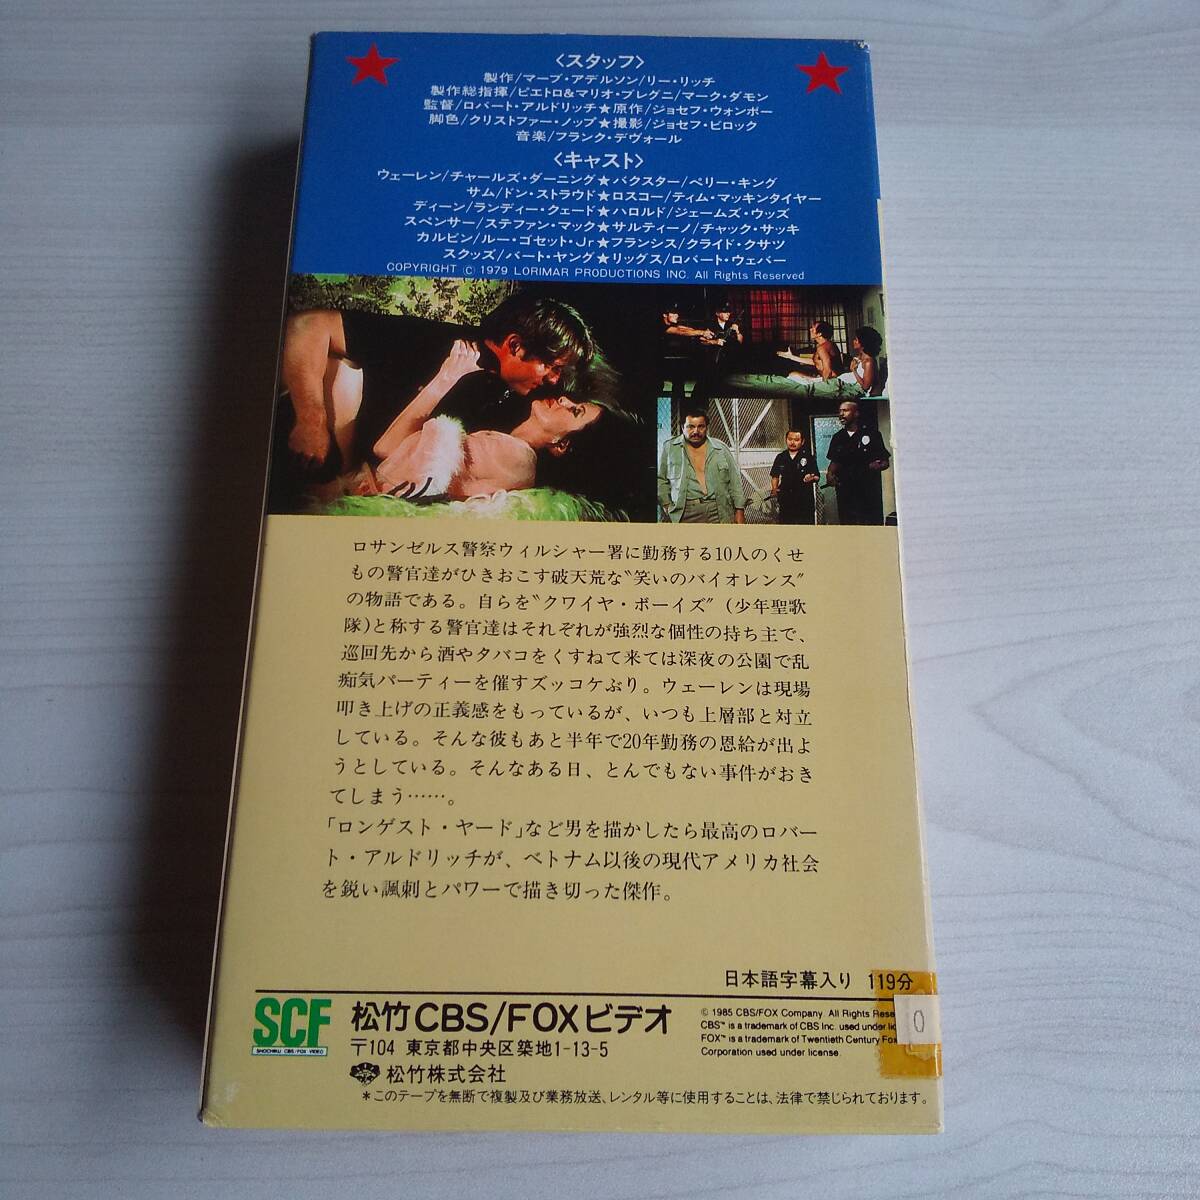 〈スタッフ〉
製作/マーブ・アデルソン/リー・リッチ
製作総指揮/ピエトロ&マリオ・ブレグニ/マーク・ダモン
監督/ロバート・アルドリッチ★原作/ジョセフ・ウォンボー
脚色/クリストファー・ノップ★撮影/ジョセフ・ビロック
音楽/フランク・デヴォール
〈キャスト〉
ウェーレン/チャールズ・ダーニング★バクスター/ペリー・キング
サム/ドン・ストラウド★ロスコー/ティム・マッキンタイヤー
ディーン/ランディー・クェード★ハロルド/ジェームズ・ウッズ
スペンサー/ステファン・マック★サルティーノ/チャック・サッキ
カルビン/ルー・ゴセット・Jr★フランシス/クライド・クサツ
スクッズ/バート・ヤング★リッグス/ロバート・ウェバー
COPYRIGHT © 1979 LORIMAR PRODUCTIONS INC. All Rights Reserved
ロサンゼルス警察ウィルシャー署に勤務する10人のくせ
もの警官達がひきおこす破天荒な〝笑いのバイオレンス〟
の物語である。自らを〝クワイヤ・ボーイズ〟(少年聖歌
隊)と称する警官達はそれぞれが強烈な個性の持ち主で、
巡回先から酒やタバコをくすねて来ては深夜の公園で乱
痴気パーティーを催すズッコケぶり。ウェーレンは現場
叩き上げの正義感をもっているが、いつも上層部と対立
している。そんな彼もあと半年で20年勤務の恩給が出よ
うとしている。そんなある日、とんでもない事件がおき
てしまう……。
「ロンゲスト・ヤード」など男を描かしたら最高のロバー
ト・アルドリッチが、ベトナム以後の現代アメリカ社会
を鋭い諷刺とパワーで描き切った傑作。
日本語字幕入り 119分
SCF
SHOCHIKU CBS/FOX VIDEO
松竹CBS/FOXビデオ
〒104 東京都中央区築地1-13-5
松竹株式会社
© 1985 CBS/FOX Company. All Rights Rese
CBS™ is a trademark of CBS Inc. used under lic
FOX™ is a trademark of Twentieth Century Fox
Corporation used under license.
0
＊このテープを無断で複製及び業務放送、レンタル等に使用することは、法律で禁じられております。